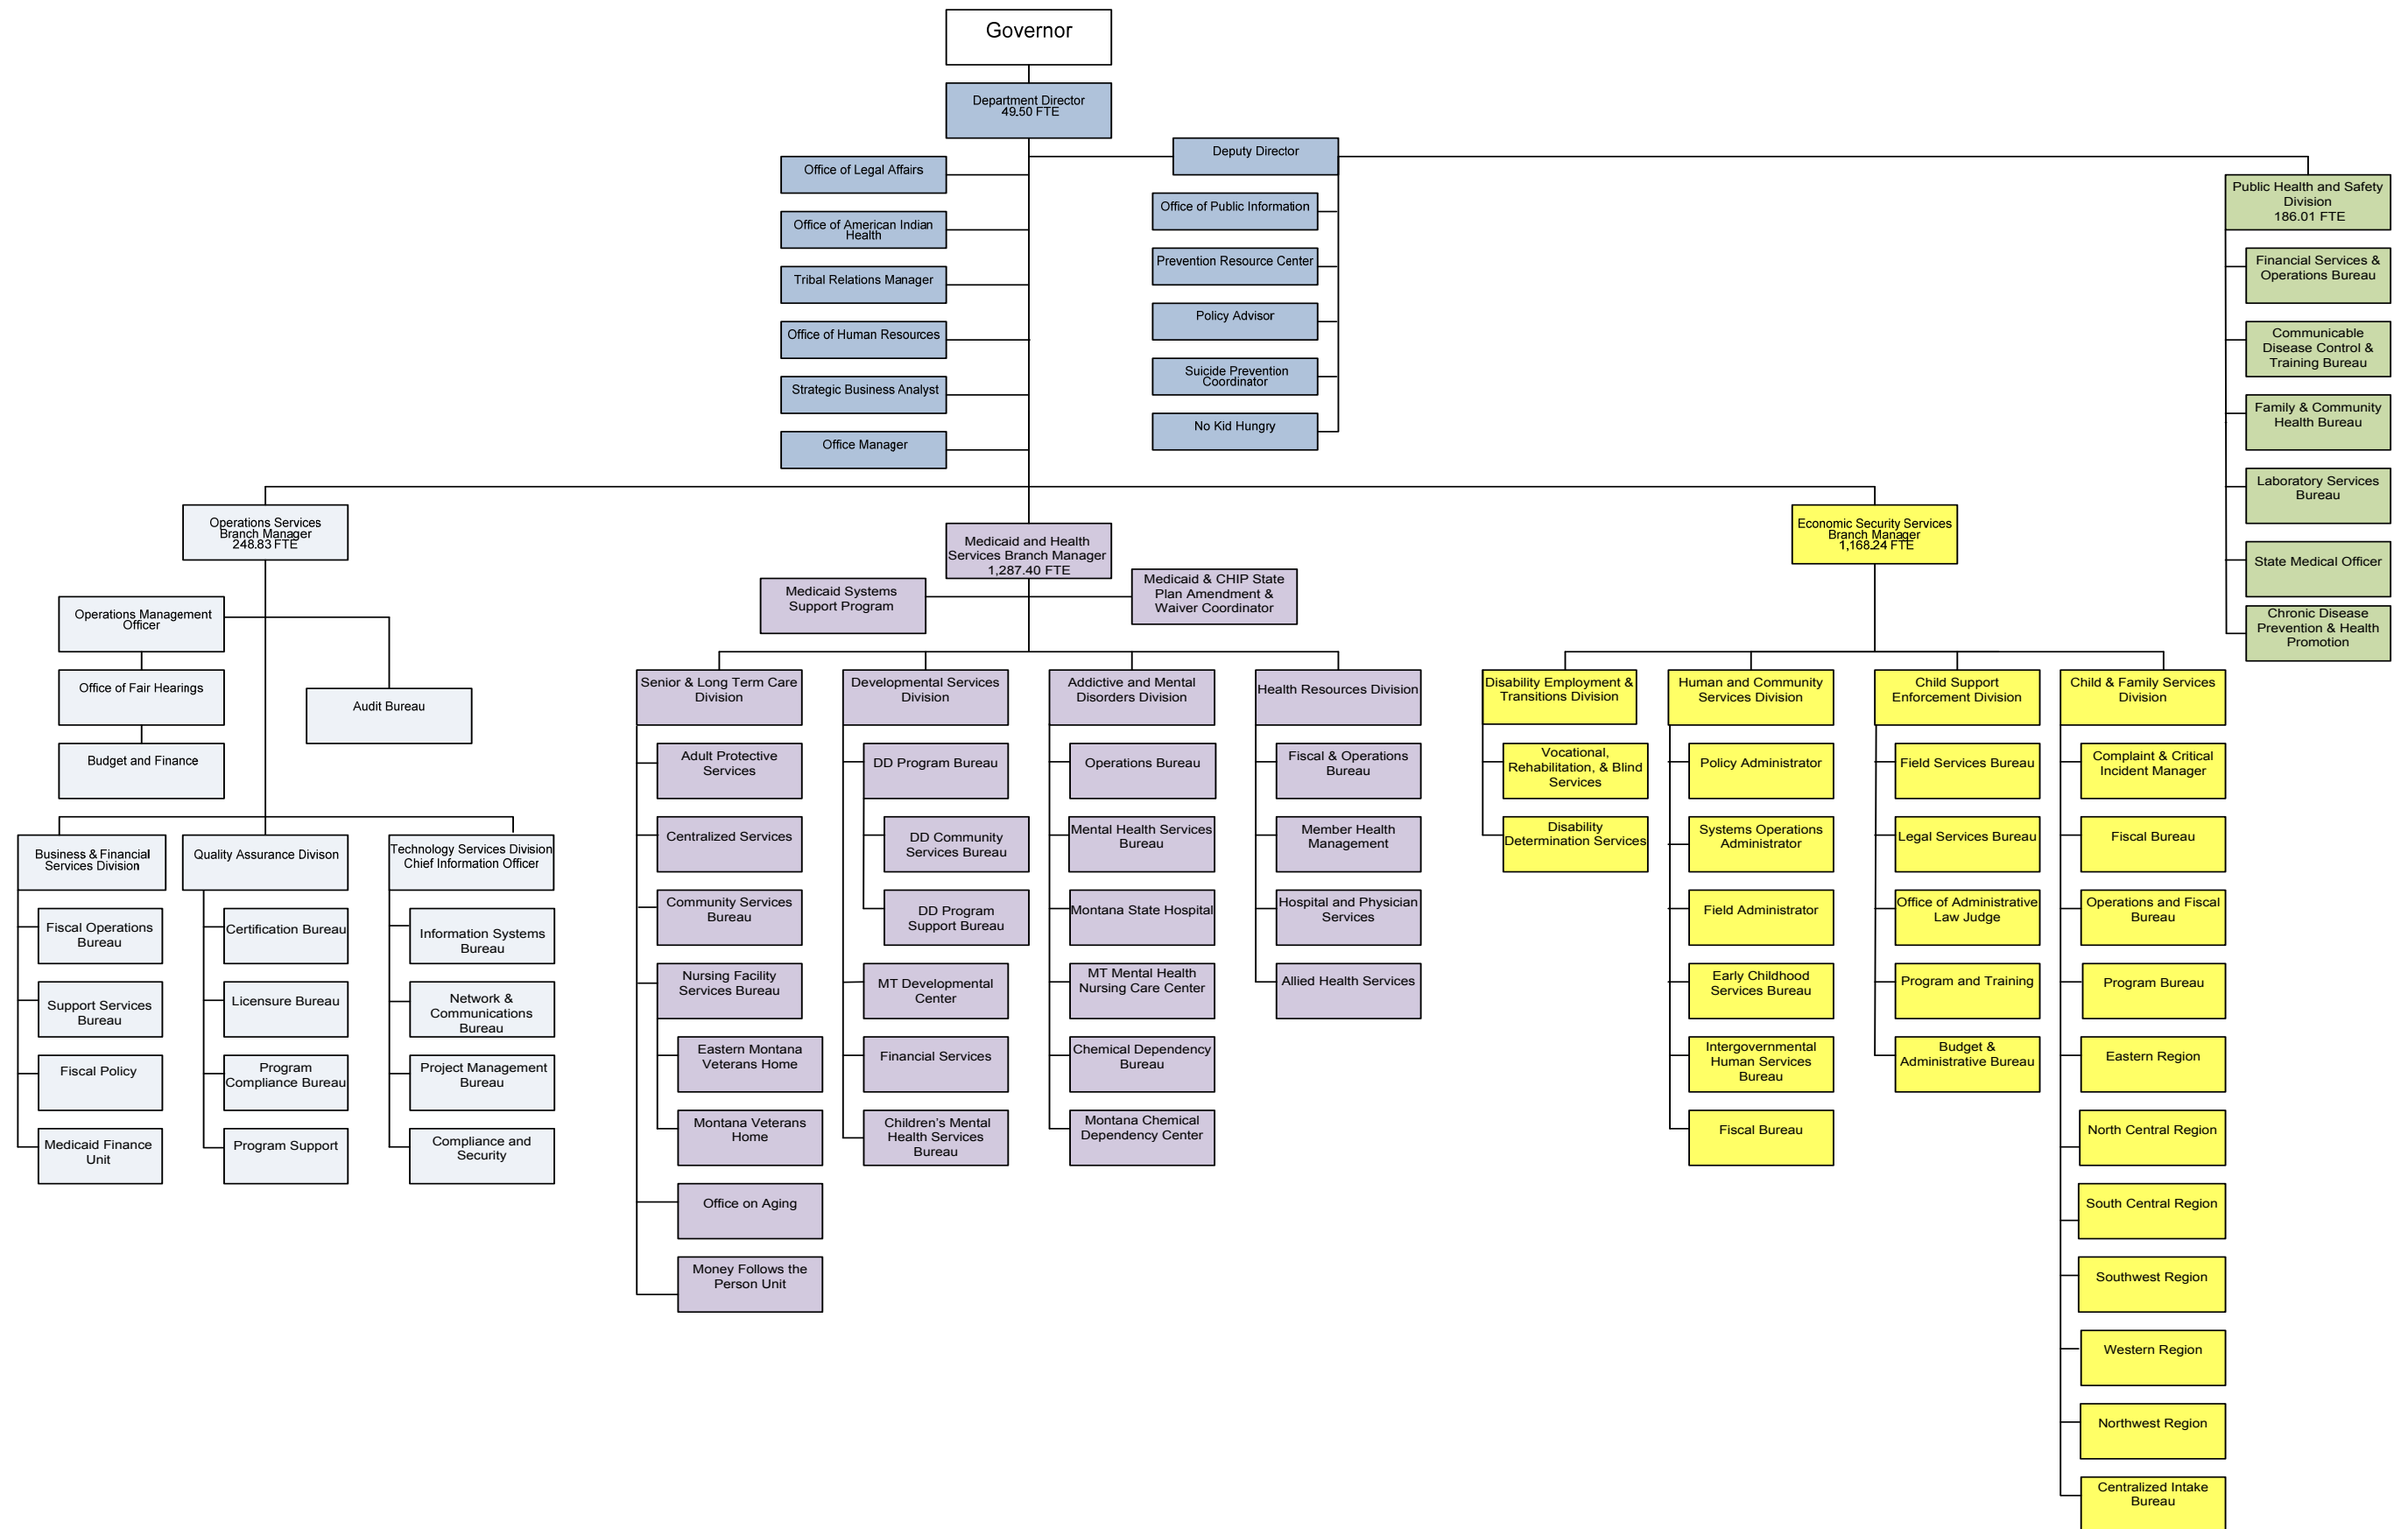 Governor
Department Director
49.50 FTE
Deputy Director
Office of Legal Affairs
Office of American Indian
Health
Tribal Relations Manager
Office of Human Resources
Strategic Business Analyst
Office Manager
Office of Public Information
Prevention Resource Center
Policy Advisor
Suicide Prevention
Coordinator
No Kid Hungry
Public Health and Safety
Division
186.01 FTE
Financial Services &
Operations Bureau
Communicable
Disease Control &
Training Bureau
Family & Community
Health Bureau
Laboratory Services
Bureau
State Medical Officer
Chronic Disease
Prevention & Health
Promotion
Operations Services
Branch Manager
248.83 FTE
Operations Management
Officer
Office of Fair Hearings
Budget and Finance
Audit Bureau
Business & Financial
Services Division
Fiscal Operations
Bureau
Support Services
Bureau
Fiscal Policy
Medicaid Finance
Unit
Quality Assurance Divison
Certification Bureau
Licensure Bureau
Program
Compliance Bureau
Program Support
Technology Services Division
Chief Information Officer
Information Systems
Bureau
Network &
Communications
Bureau
Project Management
Bureau
Compliance and
Security
Medicaid and Health
Services Branch Manager
1,287.40 FTE
Medicaid Systems
Support Program
Medicaid & CHIP State
Plan Amendment &
Waiver Coordinator
Senior & Long Term Care
Division
Adult Protective
Services
Centralized Services
Community Services
Bureau
Nursing Facility
Services Bureau
Eastern Montana
Veterans Home
Montana Veterans
Home
Office on Aging
Money Follows the
Person Unit
Developmental Services
Division
DD Program Bureau
DD Community
Services Bureau
DD Program
Support Bureau
MT Developmental
Center
Financial Services
Children's Mental
Health Services
Bureau
Addictive and Mental
Disorders Division
Operations Bureau
Mental Health Services
Bureau
Montana State Hospital
MT Mental Health
Nursing Care Center
Chemical Dependency
Bureau
Montana Chemical
Dependency Center
Health Resources Division
Fiscal & Operations
Bureau
Member Health
Management
Hospital and Physician
Services
Allied Health Services
Economic Security Services
Branch Manager
1,168.24 FTE
Disability Employment &
Transitions Division
Vocational,
Rehabilitation, & Blind
Services
Disability
Determination Services
Human and Community
Services Division
Policy Administrator
Systems Operations
Administrator
Field Administrator
Early Childhood
Services Bureau
Intergovernmental
Human Services
Bureau
Fiscal Bureau
Child Support
Enforcement Division
Field Services Bureau
Legal Services Bureau
Office of Administrative
Law Judge
Program and Training
Budget &
Administrative Bureau
Child & Family Services
Division
Complaint & Critical
Incident Manager
Fiscal Bureau
Operations and Fiscal
Bureau
Program Bureau
Eastern Region
North Central Region
South Central Region
Southwest Region
Western Region
Northwest Region
Centralized Intake
Bureau